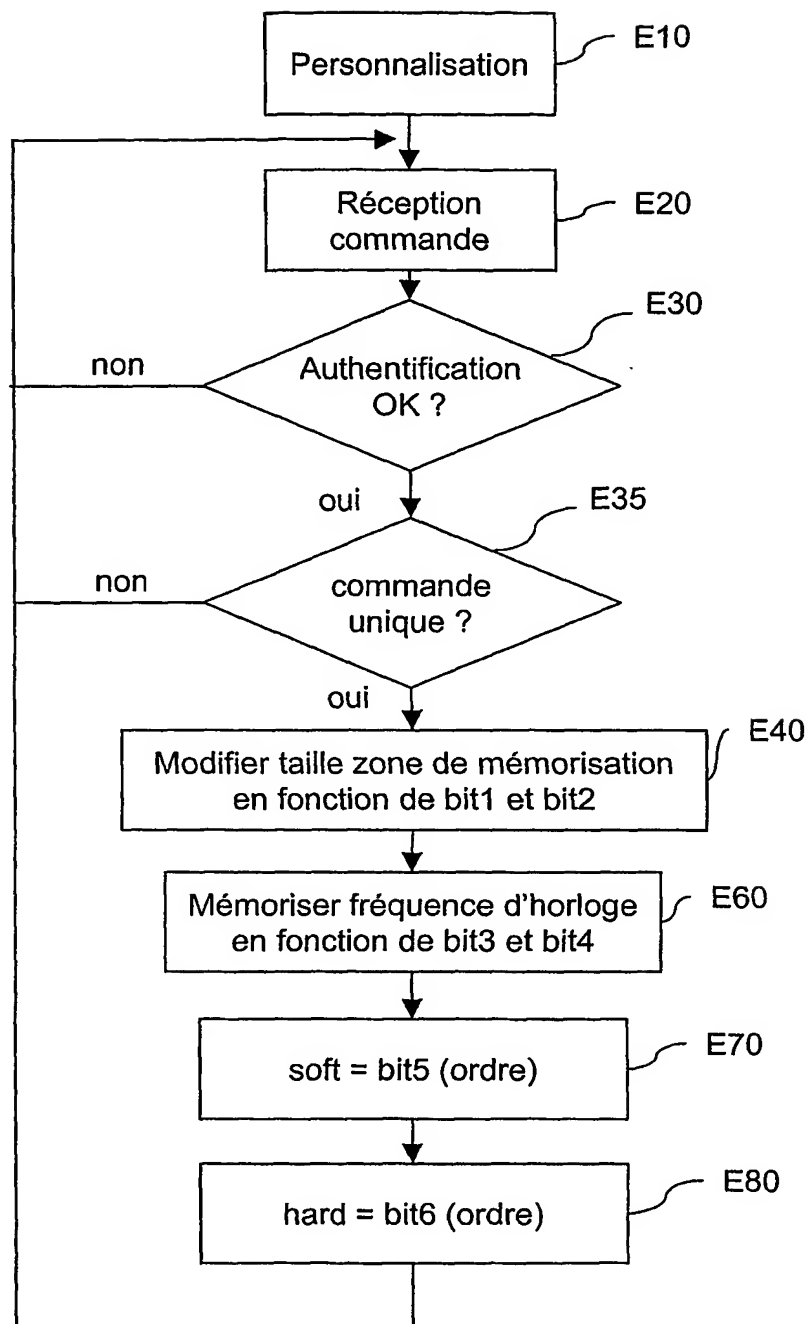 Personnalisation
E10
Réception
commande
E20
E30
non
Authentification
OK ?
oui
E35
non
commande
unique ?
oui
E40
Modifier taille zone de mémorisation
en fonction de bit1 et bit2
Mémoriser fréquence d'horloge
en fonction de bit3 et bit4
E60
soft = bit5 (ordre)
E70
hard = bit6 (ordre)
E80